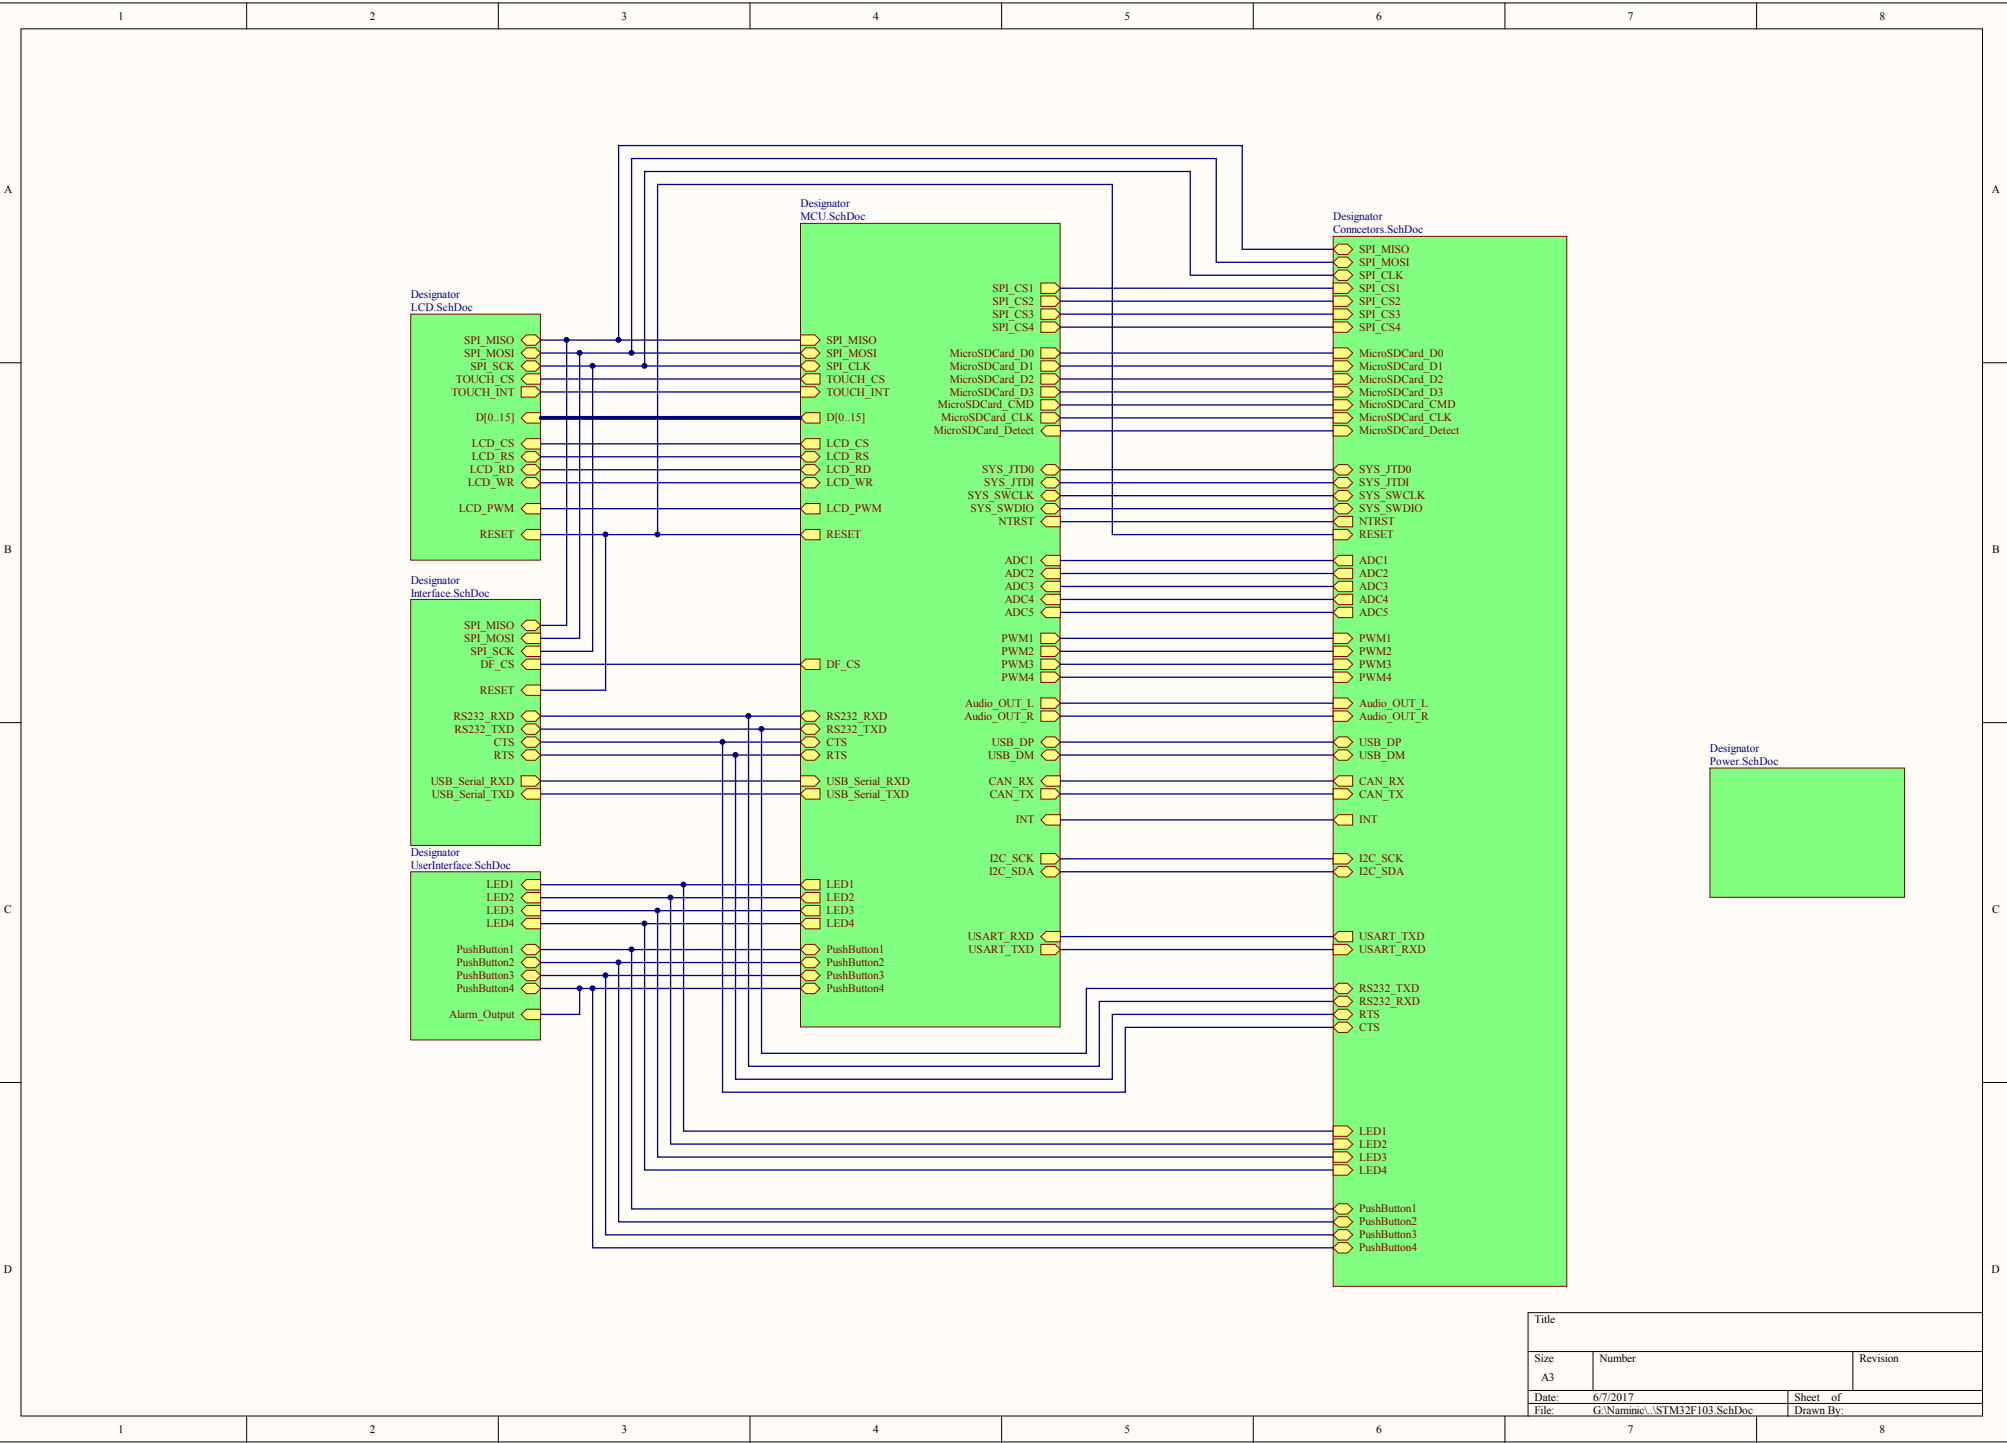 1 2 3 4 5 6 7 8
A A
B B
C C
D D
Designator
LCD.SchDoc
SPI_MISO
SPI_MOSI
SPI_SCK
TOUCH_CS
TOUCH_INT
D[0..15]
LCD_CS
LCD_RS
LCD_RD
LCD_WR
LCD_PWM
RESET
Designator
Interface.SchDoc
SPI_MISO
SPI_MOSI
SPI_SCK
DF_CS
RESET
RS232_RXD
RS232_TXD
CTS
RTS
USB_Serial_RXD
USB_Serial_TXD
Designator
UserInterface.SchDoc
LED1
LED2
LED3
LED4
PushButton1
PushButton2
PushButton3
PushButton4
Alarm_Output
Designator
MCU.SchDoc
SPI_MISO
SPI_MOSI
SPI_CLK
TOUCH_CS
TOUCH_INT
D[0..15]
LCD_CS
LCD_RS
LCD_RD
LCD_WR
LCD_PWM
RESET
DF_CS
RS232_RXD
RS232_TXD
CTS
RTS
USB_Serial_RXD
USB_Serial_TXD
LED1
LED2
LED3
LED4
PushButton1
PushButton2
PushButton3
PushButton4
SPI_CS1
SPI_CS2
SPI_CS3
SPI_CS4
MicroSDCard_D0
MicroSDCard_D1
MicroSDCard_D2
MicroSDCard_D3
MicroSDCard_CMD
MicroSDCard_CLK
MicroSDCard_Detect
SYS_JTD0
SYS_JTDI
SYS_SWCLK
SYS_SWDIO
NTRST
ADC1
ADC2
ADC3
ADC4
ADC5
PWM1
PWM2
PWM3
PWM4
Audio_OUT_L
Audio_OUT_R
USB_DP
USB_DM
CAN_RX
CAN_TX
INT
I2C_SCK
I2C_SDA
USART_RXD
USART_TXD
Designator
Conncetors.SchDoc
SPI_MISO
SPI_MOSI
SPI_CLK
SPI_CS1
SPI_CS2
SPI_CS3
SPI_CS4
MicroSDCard_D0
MicroSDCard_D1
MicroSDCard_D2
MicroSDCard_D3
MicroSDCard_CMD
MicroSDCard_CLK
MicroSDCard_Detect
SYS_JTD0
SYS_JTDI
SYS_SWCLK
SYS_SWDIO
NTRST
RESET
ADC1
ADC2
ADC3
ADC4
ADC5
PWM1
PWM2
PWM3
PWM4
Audio_OUT_L
Audio_OUT_R
USB_DP
USB_DM
CAN_RX
CAN_TX
INT
I2C_SCK
I2C_SDA
USART_TXD
USART_RXD
RS232_TXD
RS232_RXD
RTS
CTS
LED1
LED2
LED3
LED4
PushButton1
PushButton2
PushButton3
PushButton4
Designator
Power.SchDoc
Title
Size Number Revision
A3
Date: 6/7/2017 Sheet of
File: G:\Naminic\..\STM32F103.SchDoc Drawn By:
1 2 3 4 5 6 7 8